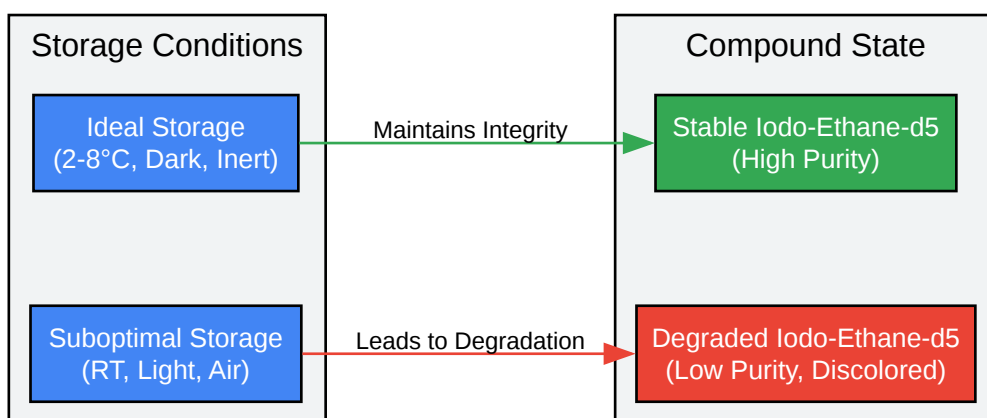 Storage Conditions
Compound State
Ideal Storage
(2-8°C, Dark, Inert)
Maintains Integrity
Stable Iodo-Ethane-d5
(High Purity)
Suboptimal Storage
(RT, Light, Air)
Leads to Degradation
Degraded Iodo-Ethane-d5
(Low Purity, Discolored)